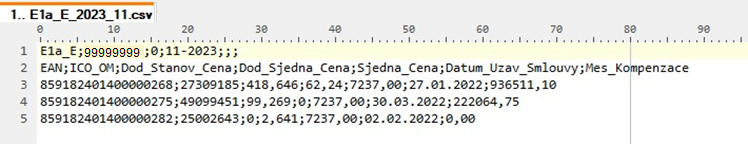 1.. E1a_E_2023_11.csv
0 10 20 30 40 50 60 70 80 90
1 E1a_E;99999999 ;0;11-2023;;;
2 EAN;ICO_OM;Dod_Stanov_Cena;Dod_Sjedna_Cena;Sjedna_Cena;Datum_Uzav_Smlouvy;Mes_Kompenzace
3 859182401400000268;27309185;418,646;62,24;7237,00;27.01.2022;936511,10
4 859182401400000275;49099451;99,269;0;7237,00;30.03.2022;222064,75
5 859182401400000282;25002643;0;2,641;7237,00;02.02.2022;0,00